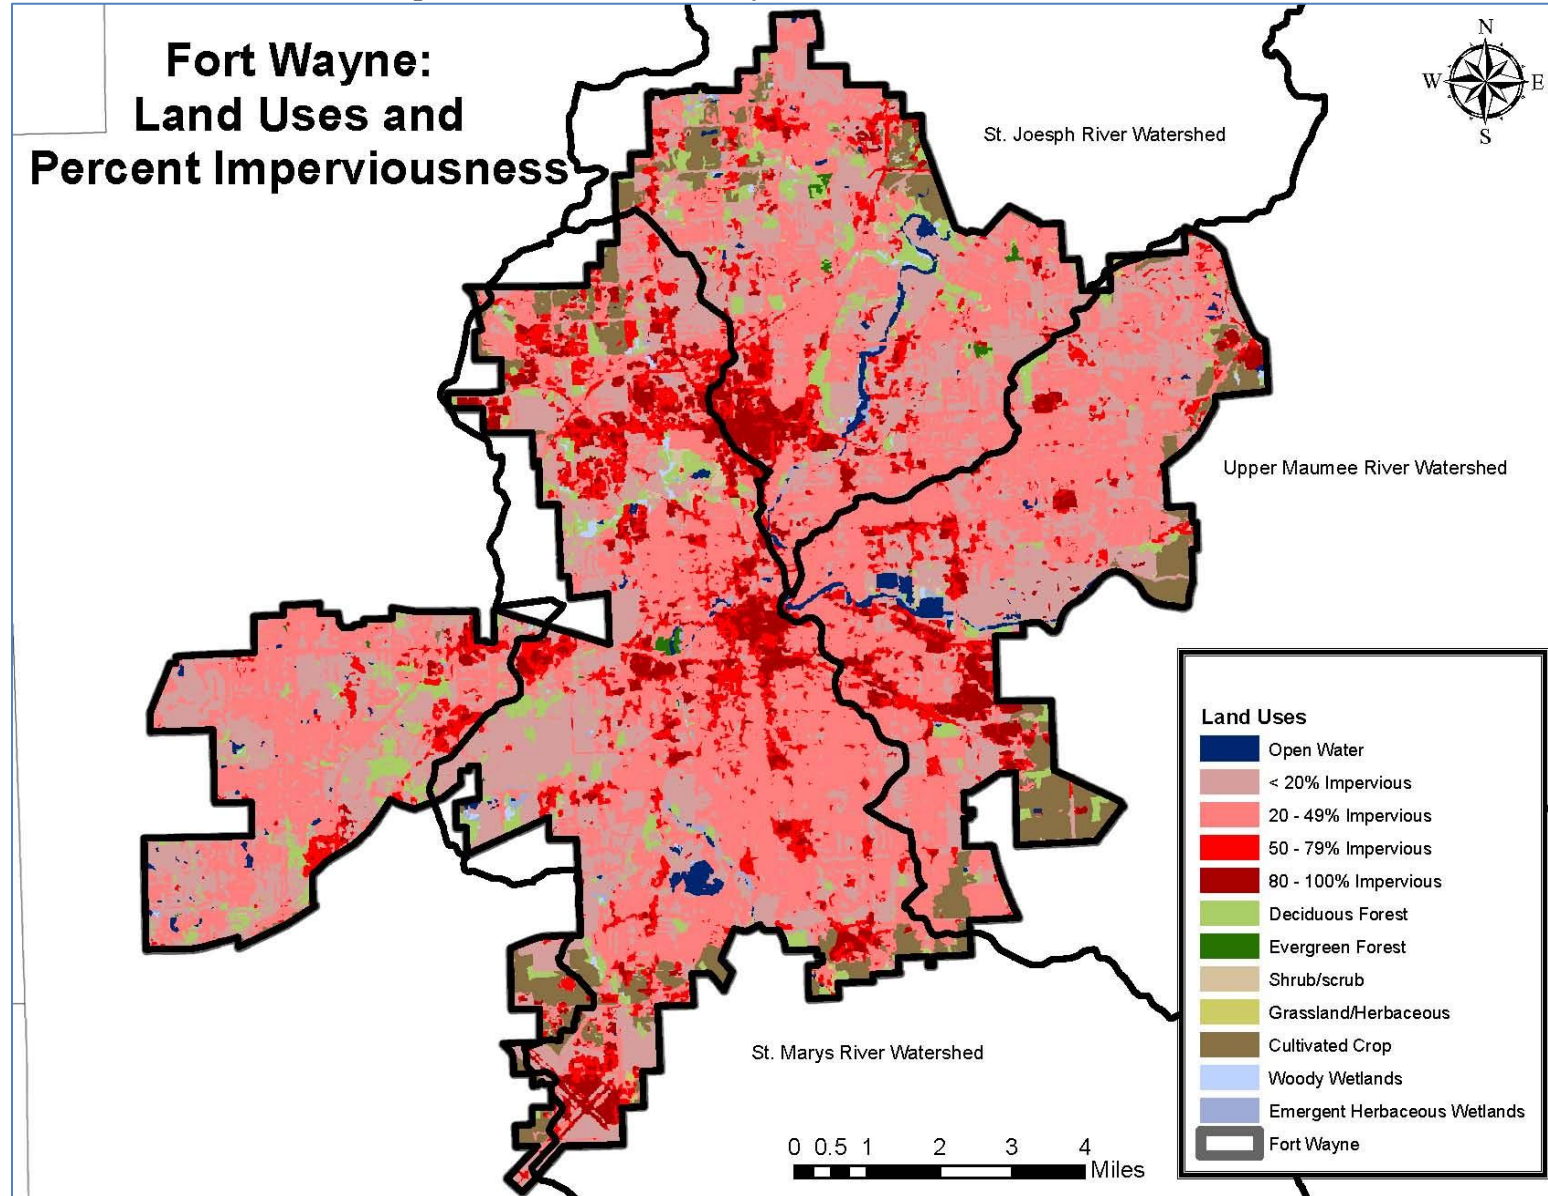 Fort Wayne:
Land Uses and
Percent Imperviousness
N
W E
S
St. Joesph River Watershed
Upper Maumee River Watershed
St. Marys River Watershed
Land Uses
Open Water
< 20% Impervious
20 - 49% Impervious
50 - 79% Impervious
80 - 100% Impervious
Deciduous Forest
Evergreen Forest
Shrub/scrub
Grassland/Herbaceous
Cultivated Crop
Woody Wetlands
Emergent Herbaceous Wetlands
Fort Wayne
0 0.5 1 2 3 4
Miles